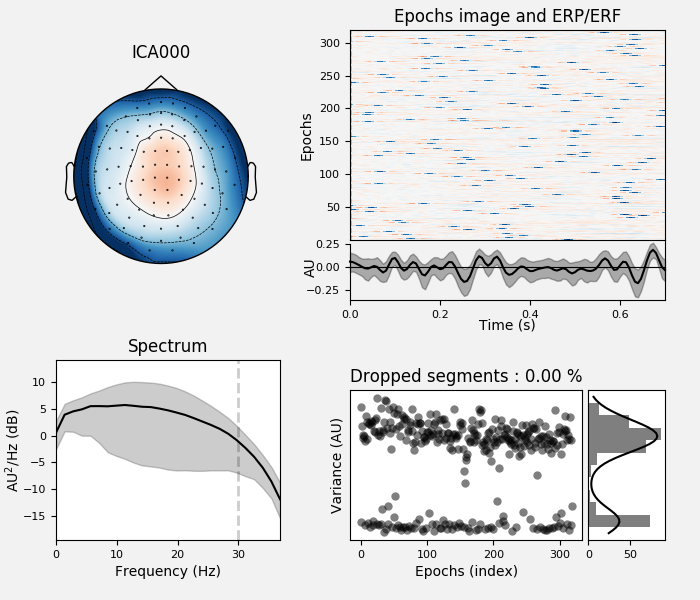 ICA000
Epochs image and ERP/ERF
Epochs
300
250
200
150
100
50
AU
0.25
0.00
−0.25
0.0 0.2 0.4 0.6
Time (s)
Spectrum
AU²/Hz (dB)
10
5
0
−5
−10
−15
0 10 20 30
Frequency (Hz)
Dropped segments : 0.00 %
Variance (AU)
0 100 200 300
Epochs (index)
0 50